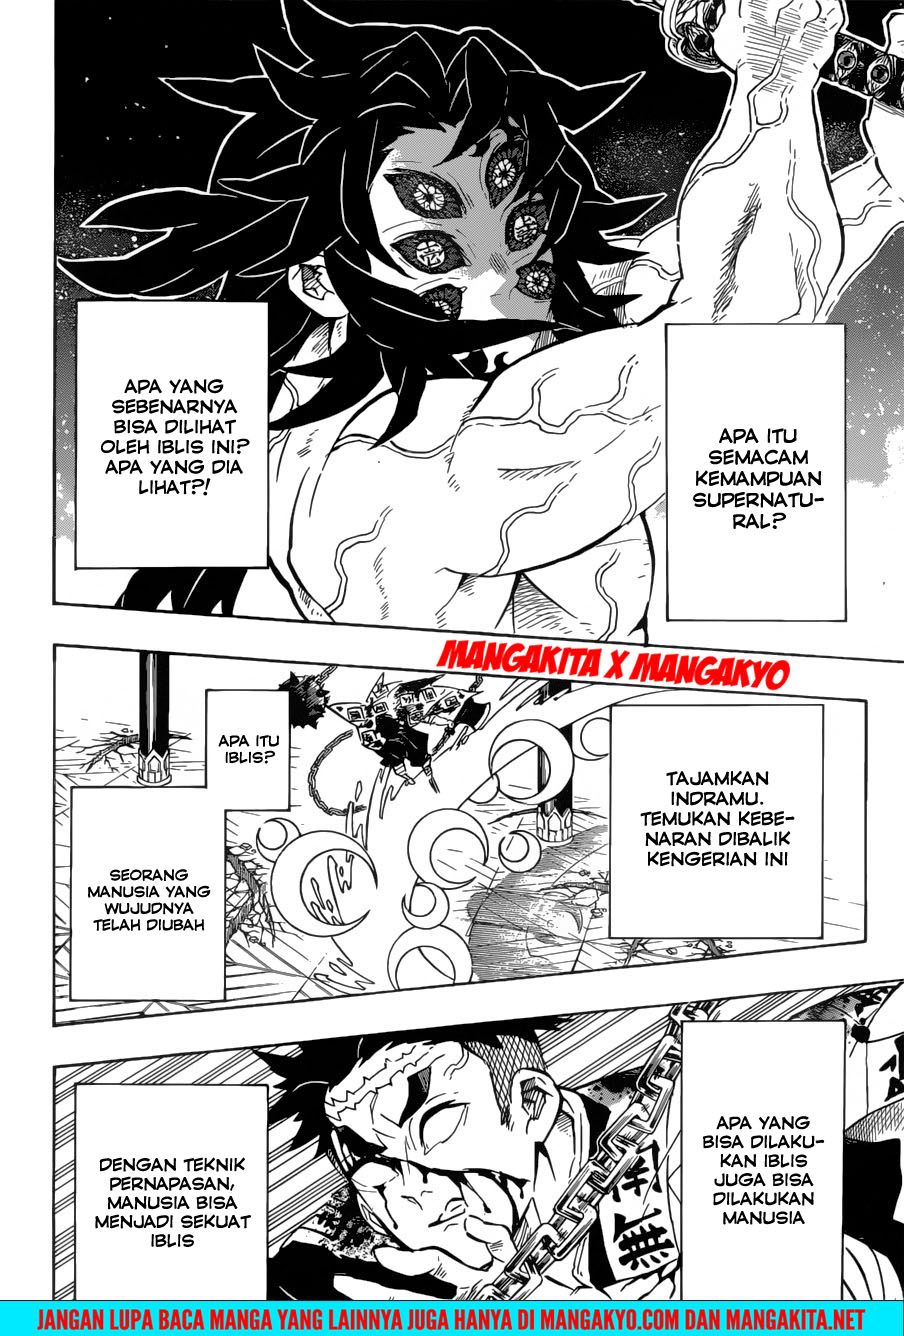 APA ITU
SEMACAM
KEMAMPUAN
SUPERNATU-
RAL?
APA YANG
SEBENARNYA
BISA DILIHAT
OLEH IBLIS INI?
APA YANG DIA
LIHAT?!
MANGAKITA X MANGAKYO
TAJAMKAN
INDRAMU.
TEMUKAN KEBE-
NARAN DIBALIK
KENGERIAN INI
APA ITU
IBLIS?
SEORANG
MANUSIA YANG
WUJUDNYA
TELAH DIUBAH
APA YANG
BISA DILAKU-
KAN IBLIS
JUGA BISA
DILAKUKAN
MANUSIA
DENGAN TEKNIK
PERNAPASAN,
MANUSIA BISA
MENJADI SEKUAT
IBLIS
南無
JANGAN LUPA BACA MANGA YANG LAINNYA JUGA HANYA DI MANGAKYO.COM DAN MANGAKITA.NET